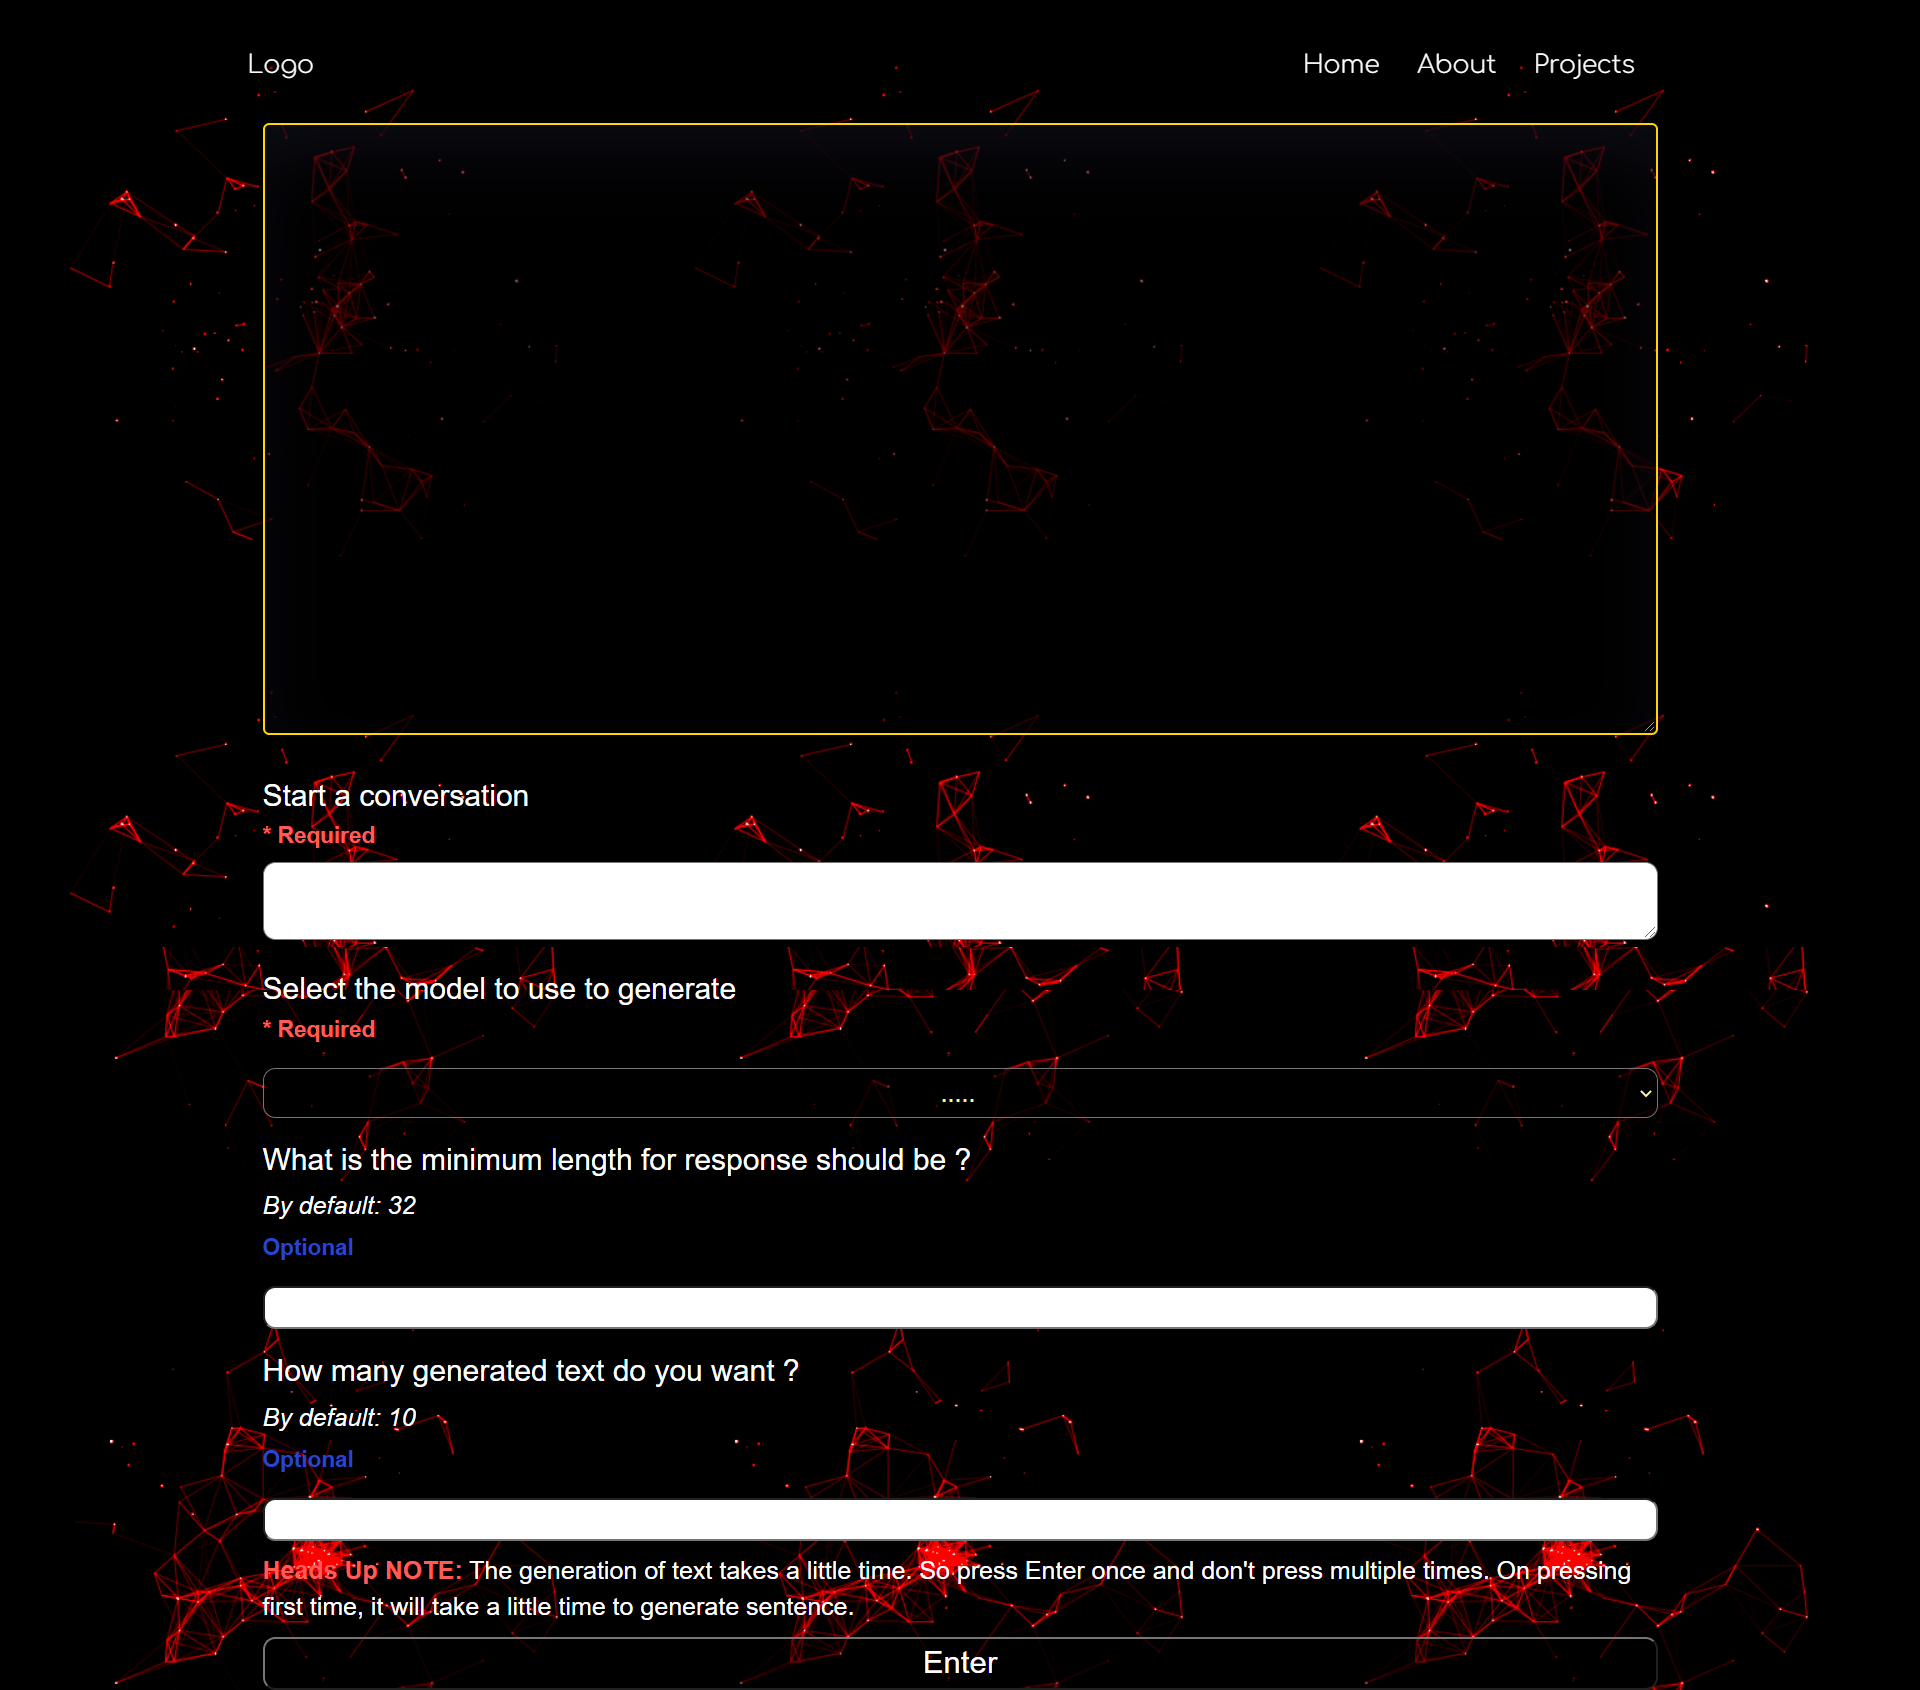 Logo Home About Projects
Start a conversation
* Required
Select the model to use to generate
* Required
.....
What is the minimum length for response should be ?
By default: 32
Optional
How many generated text do you want ?
By default: 10
Optional
Heads Up NOTE: The generation of text takes a little time. So press Enter once and don't press multiple times. On pressing
first time, it will take a little time to generate sentence.
Enter